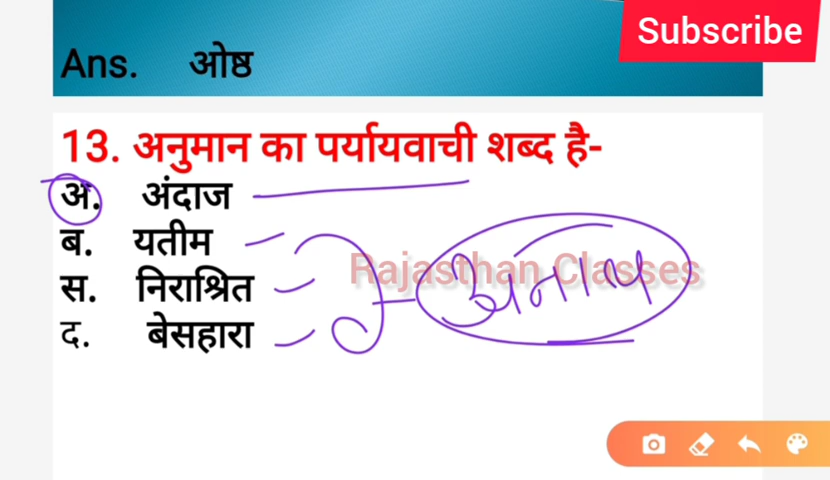 Subscribe
Ans. ओष्ठ
13. अनुमान का पर्यायवाची शब्द है-
अ. अंदाज
ब. यतीम
स. निराश्रित
द. बेसहारा
Rajasthan Classes
अनाथ